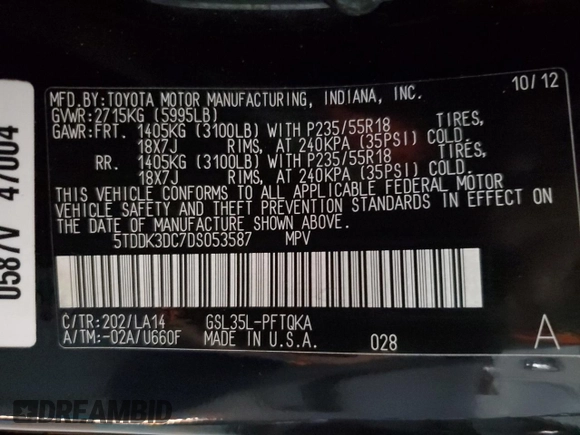 10/12
MFD.BY:TOYOTA MOTOR MANUFACTURING, INDIANA, INC.
GVWR:2715KG (5995LB)
GAWR:FRT. 1405KG (3100LB) WITH P235/55R18 TIRES,
18X7J RIMS, AT 240KPA (35PSI) COLD.
RR. 1405KG (3100LB) WITH P235/55R18 TIRES,
18X7J RIMS, AT 240KPA (35PSI) COLD.
THIS VEHICLE CONFORMS TO ALL APPLICABLE FEDERAL MOTOR
VEHICLE SAFETY AND THEFT PREVENTION STANDARDS IN EFFECT ON
THE DATE OF MANUFACTURE SHOWN ABOVE.
5TDDK3DC7DS053587 MPV
C/TR:202/LA14 GSL35L-PFTQKA
A/TM:-02A/U660F MADE IN U.S.A. 028 A
0587V 47004
DREAMBID